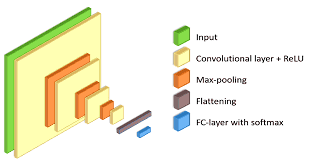 Input
Convolutional layer + ReLU
Max-pooling
Flattening
FC-layer with softmax